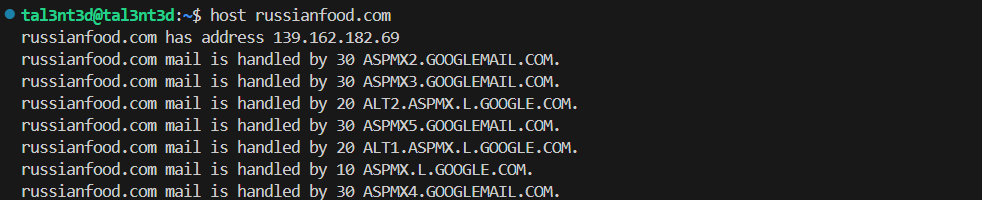 tal3nt3d@tal3nt3d:~$ host russianfood.com
russianfood.com has address 139.162.182.69
russianfood.com mail is handled by 30 ASPMX2.GOOGLEMAIL.COM.
russianfood.com mail is handled by 30 ASPMX3.GOOGLEMAIL.COM.
russianfood.com mail is handled by 20 ALT2.ASPMX.L.GOOGLE.COM.
russianfood.com mail is handled by 30 ASPMX5.GOOGLEMAIL.COM.
russianfood.com mail is handled by 20 ALT1.ASPMX.L.GOOGLE.COM.
russianfood.com mail is handled by 10 ASPMX.L.GOOGLE.COM.
russianfood.com mail is handled by 30 ASPMX4.GOOGLEMAIL.COM.